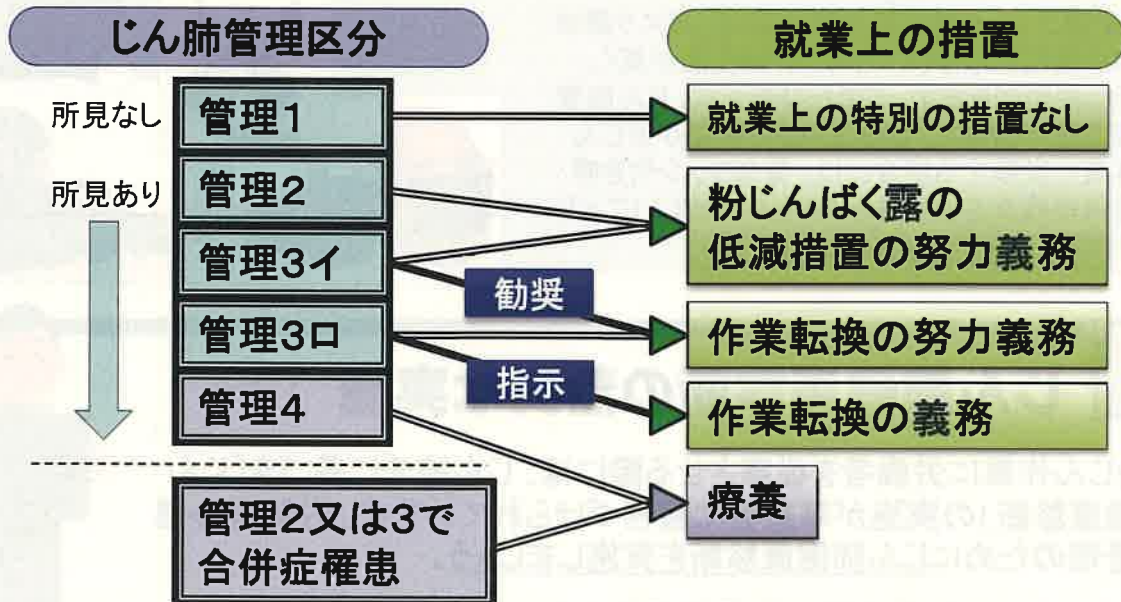 じん肺管理区分
就業上の措置
所見なし
管理1
就業上の特別の措置なし
所見あり
管理2
粉じんばく露の
低減措置の努力義務
管理3イ
勧奨
管理3ロ
作業転換の努力義務
指示
管理4
作業転換の義務
管理2又は3で
合併症罹患
療養